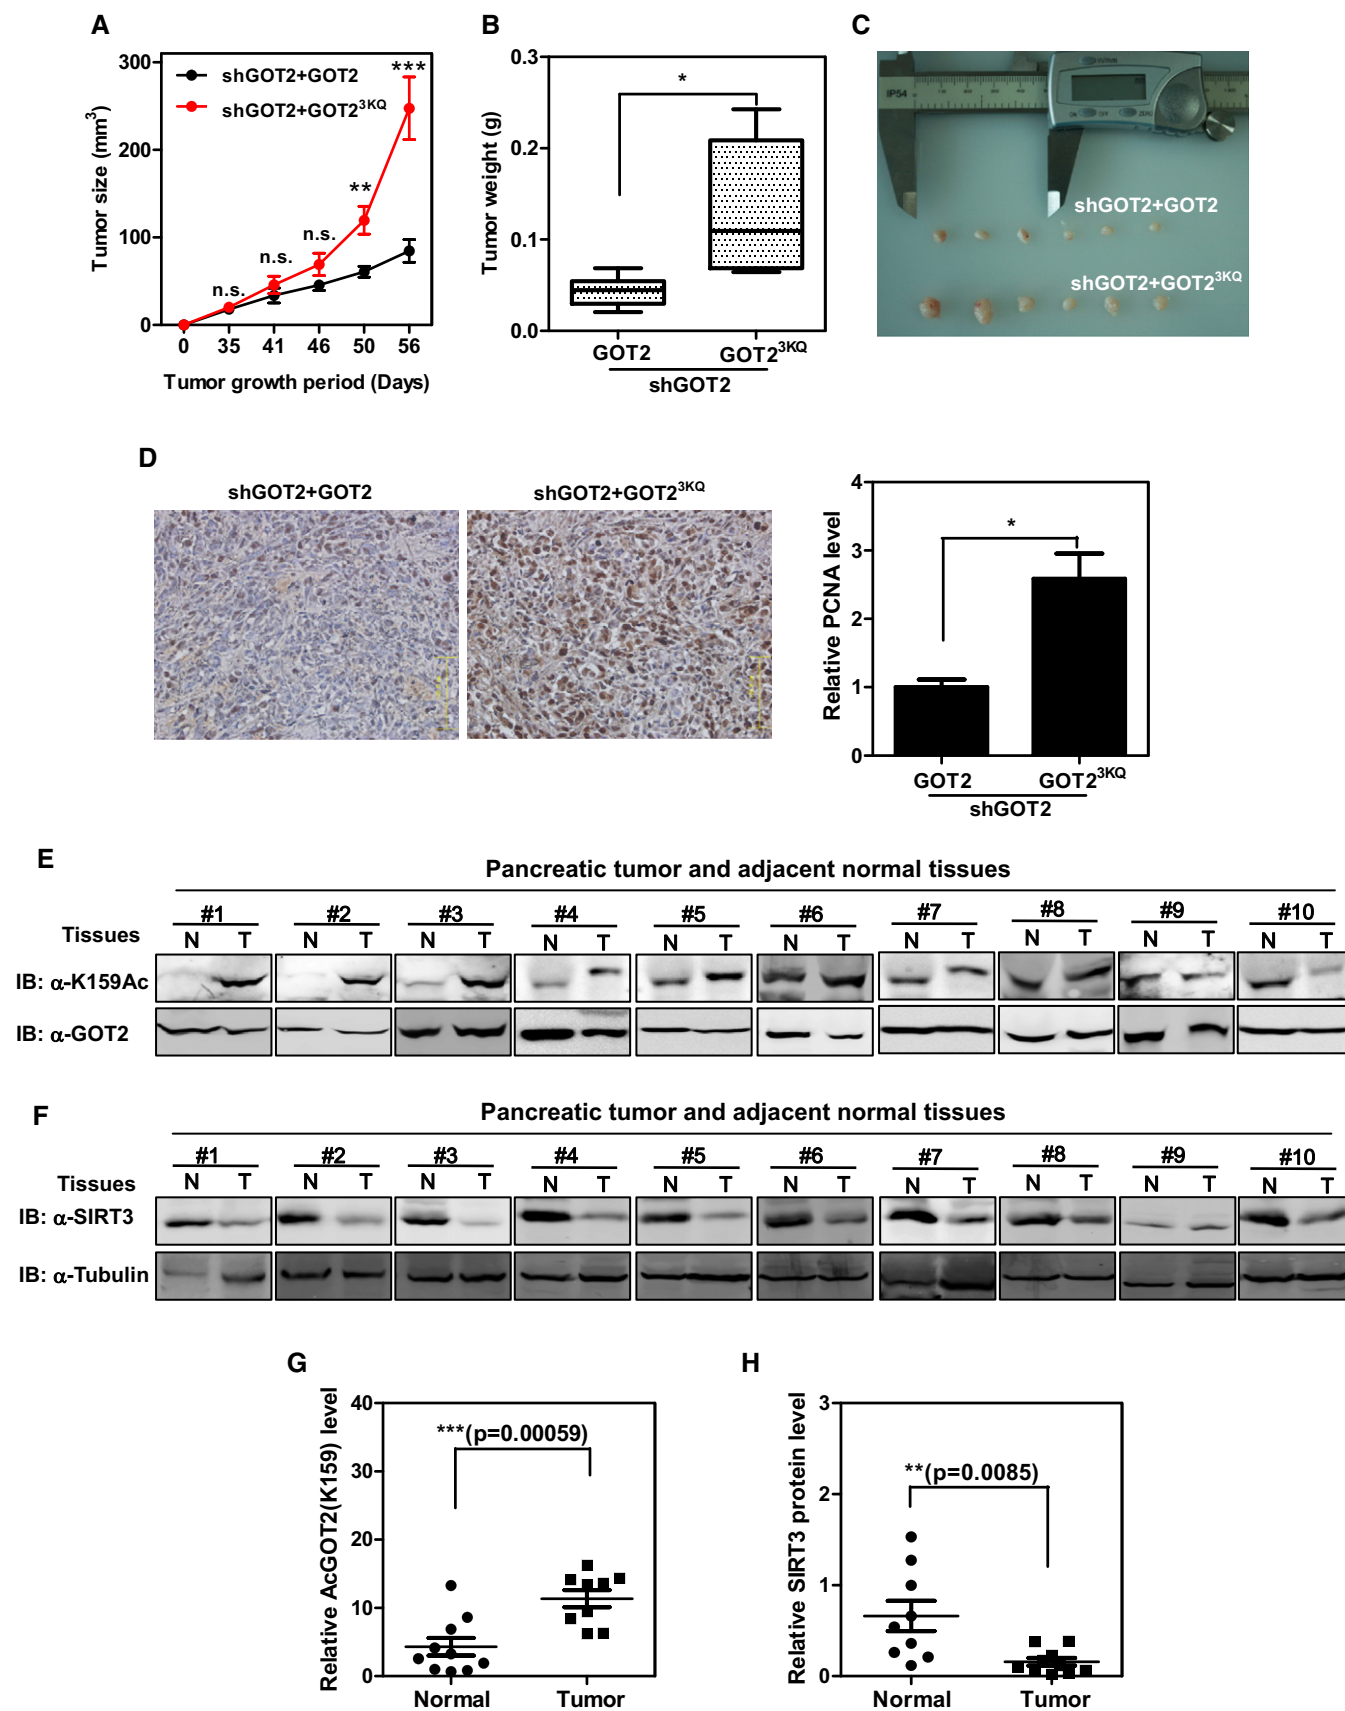 A
300
200
100
0
Tumor size (mm3)
shGOT2+GOT2
shGOT2+GOT23KQ
n.s.
n.s.
n.s.
**
***
0 35 41 46 50 56
Tumor growth period (Days)
B
0.3
0.2
0.1
0.0
Tumor weight (g)
*
GOT2 GOT23KQ
shGOT2
C
IP54
ON
OFF
ZERO
shGOT2+GOT2
shGOT2+GOT23KQ
D
shGOT2+GOT2
shGOT2+GOT23KQ
4
3
2
1
0
Relative PCNA level
*
GOT2 GOT23KQ
shGOT2
E
Pancreatic tumor and adjacent normal tissues
#1 #2 #3 #4 #5 #6 #7 #8 #9 #10
Tissues N T N T N T N T N T N T N T N T N T N T
IB: α-K159Ac
IB: α-GOT2
F
Pancreatic tumor and adjacent normal tissues
#1 #2 #3 #4 #5 #6 #7 #8 #9 #10
Tissues N T N T N T N T N T N T N T N T N T N T
IB: α-SIRT3
IB: α-Tubulin
G
40
30
20
10
0
Relative AcGOT2(K159) level
***(p=0.00059)
Normal Tumor
H
3
2
1
0
Relative SIRT3 protein level
**(p=0.0085)
Normal Tumor